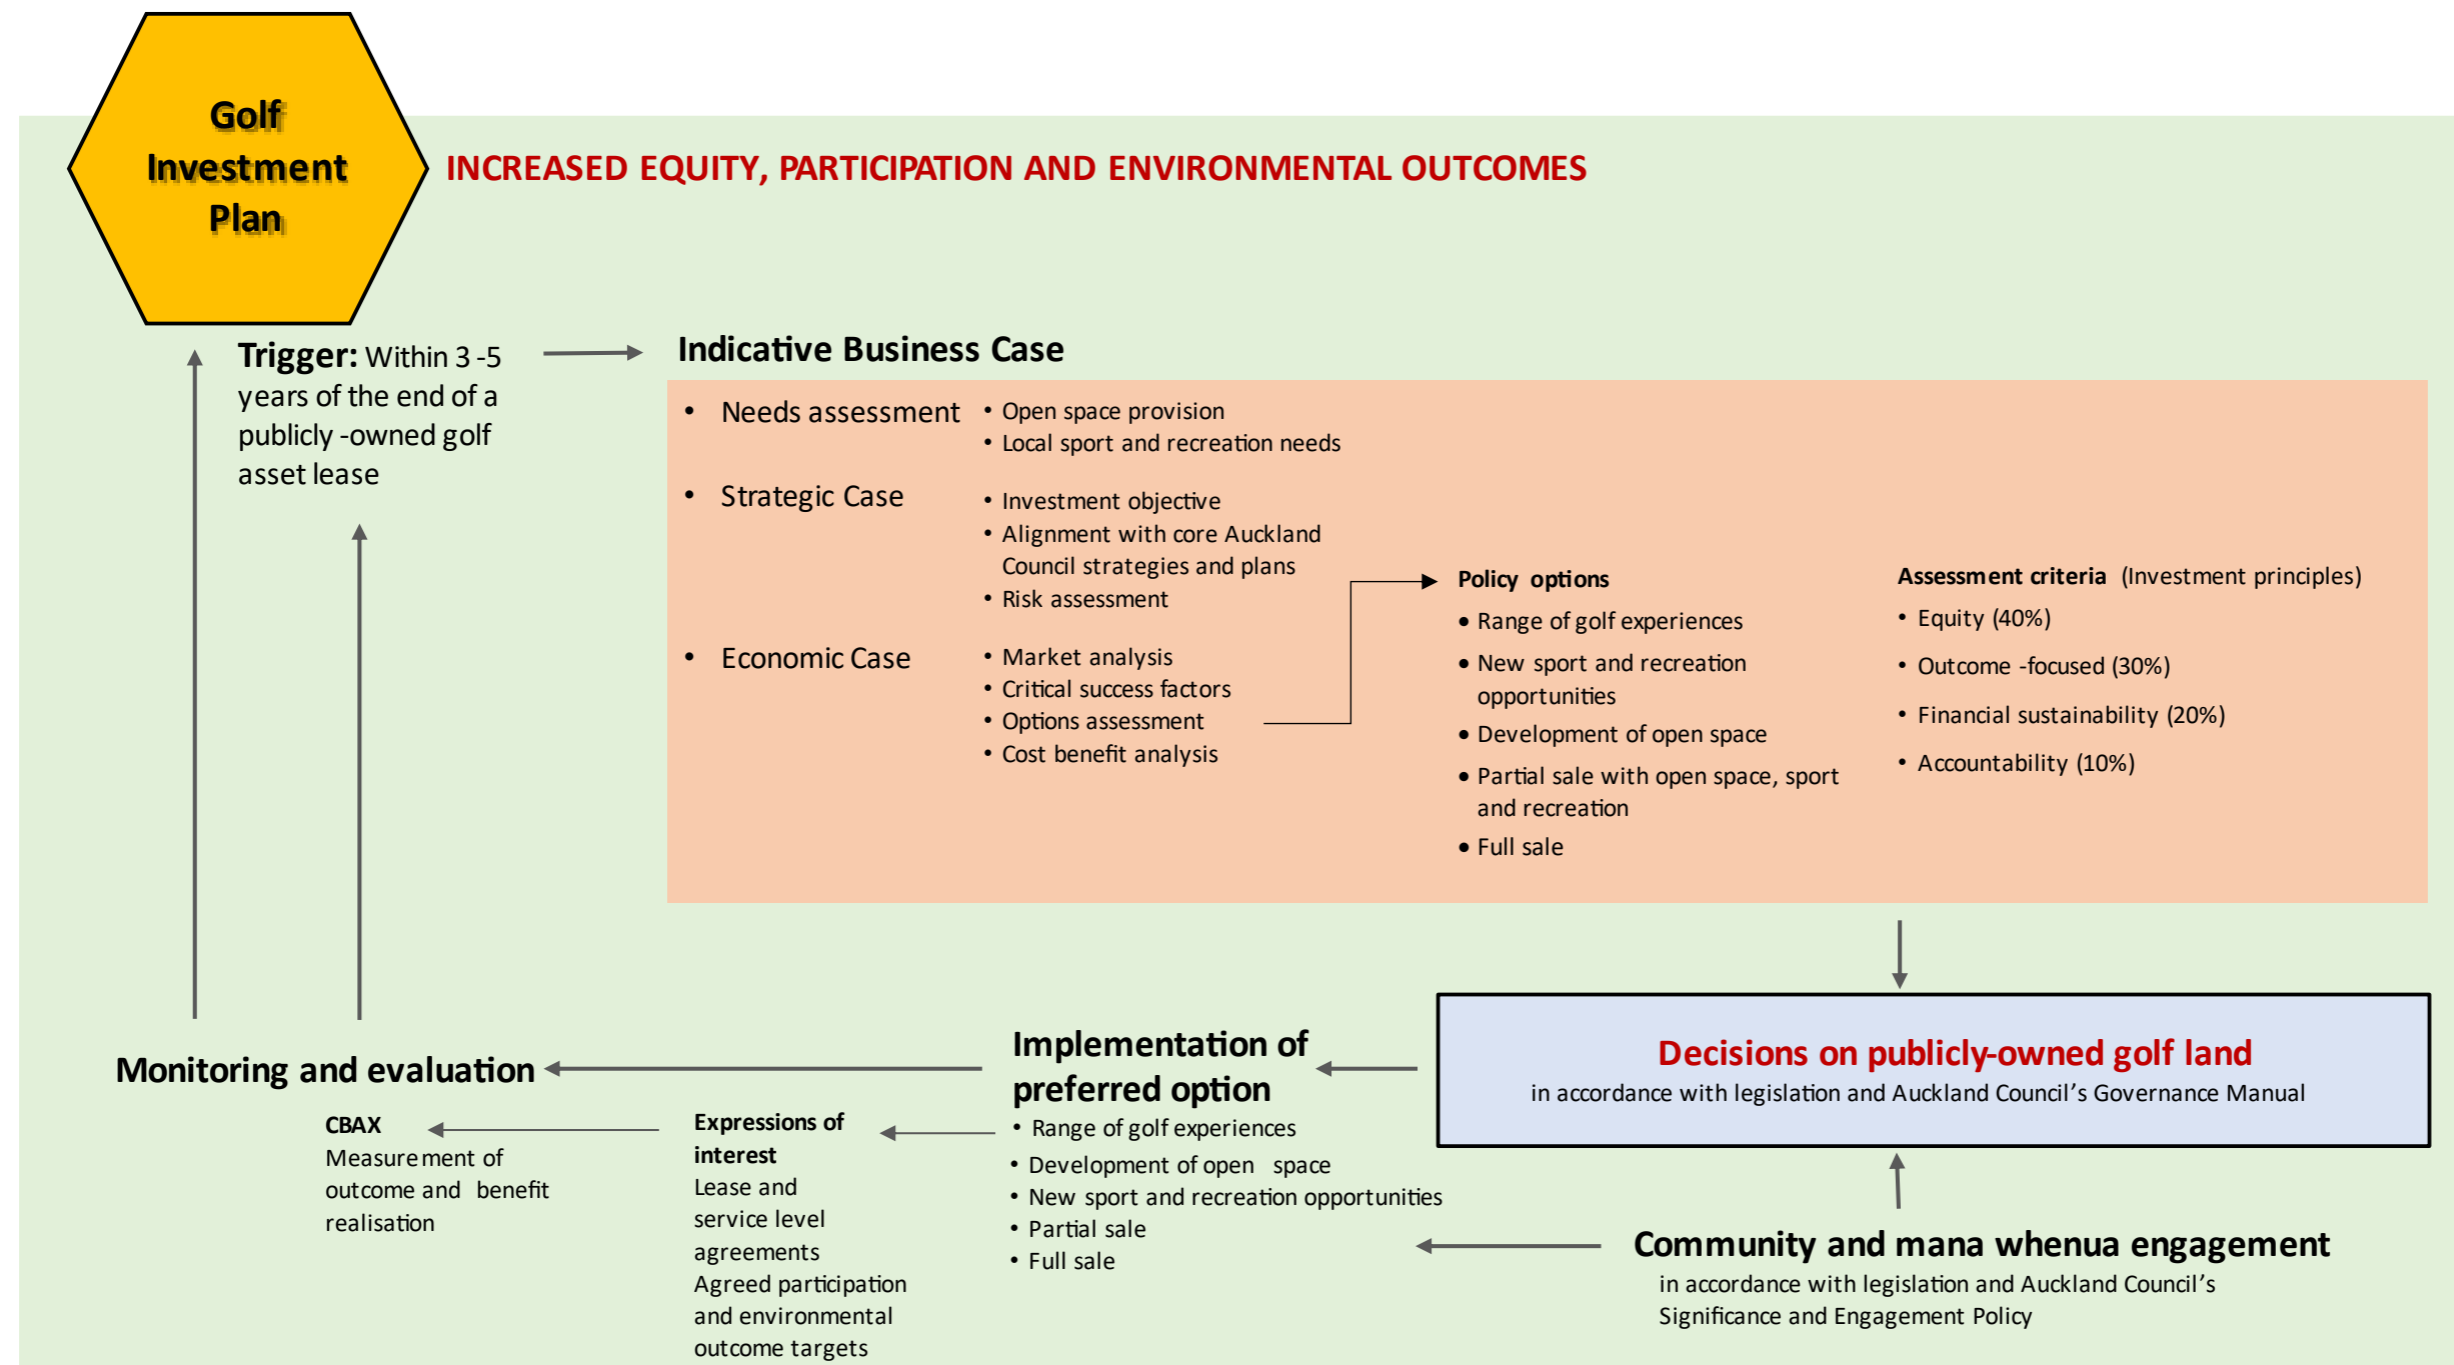 Golf
Investment
Plan
INCREASED EQUITY, PARTICIPATION AND ENVIRONMENTAL OUTCOMES
Trigger: Within 3 -5
years of the end of a
publicly -owned golf
asset lease
Indicative Business Case
• Needs assessment
• Open space provision
• Local sport and recreation needs
• Strategic Case
• Investment objective
• Alignment with core Auckland
Council strategies and plans
• Risk assessment
• Economic Case
• Market analysis
• Critical success factors
• Options assessment
• Cost benefit analysis
Policy options
• Range of golf experiences
• New sport and recreation
opportunities
• Development of open space
• Partial sale with open space, sport
and recreation
• Full sale
Assessment criteria (Investment principles)
• Equity (40%)
• Outcome -focused (30%)
• Financial sustainability (20%)
• Accountability (10%)
Decisions on publicly-owned golf land
in accordance with legislation and Auckland Council's Governance Manual
Community and mana whenua engagement
in accordance with legislation and Auckland Council's
Significance and Engagement Policy
Implementation of
preferred option
• Range of golf experiences
• Development of open space
• New sport and recreation opportunities
• Partial sale
• Full sale
Expressions of
interest
Lease and
service level
agreements
Agreed participation
and environmental
outcome targets
Monitoring and evaluation
CBAX
Measurement of
outcome and benefit
realisation